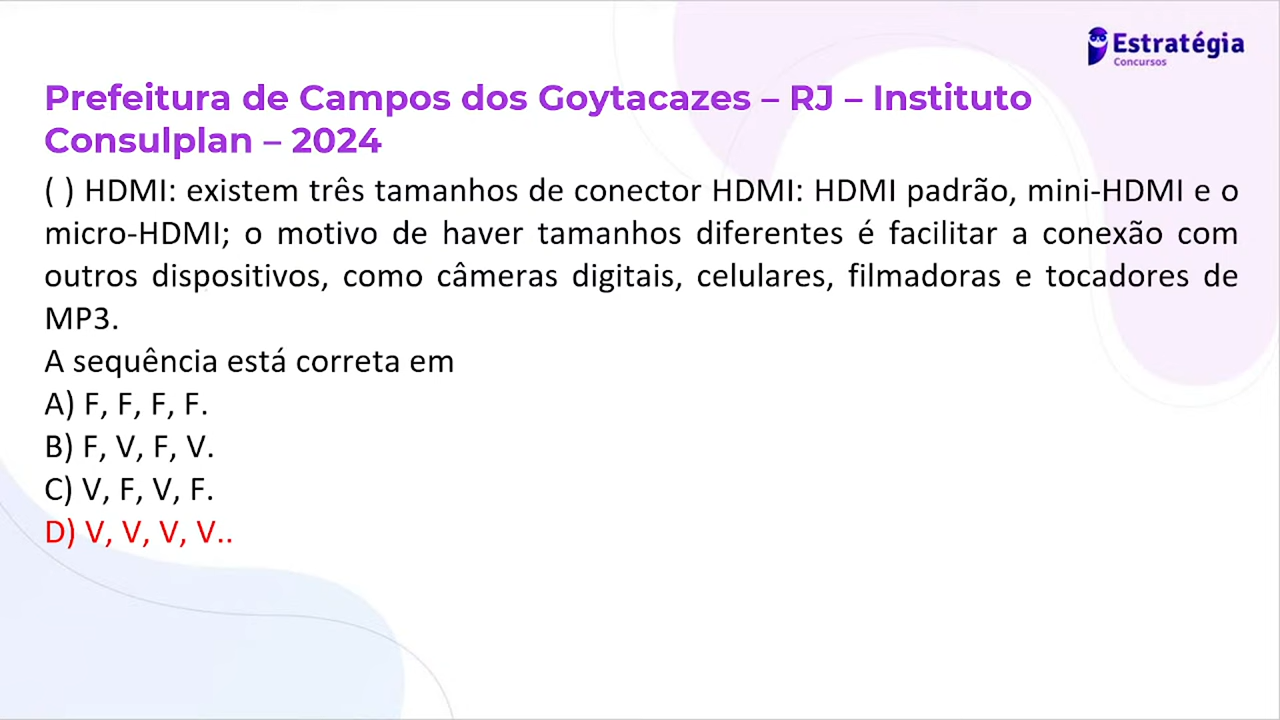 Estratégia
Concursos
Prefeitura de Campos dos Goytacazes – RJ – Instituto
Consulplan – 2024
( ) HDMI: existem três tamanhos de conector HDMI: HDMI padrão, mini-HDMI e o
micro-HDMI; o motivo de haver tamanhos diferentes é facilitar a conexão com
outros dispositivos, como câmeras digitais, celulares, filmadoras e tocadores de
MP3.
A sequência está correta em
A) F, F, F, F.
B) F, V, F, V.
C) V, F, V, F.
D) V, V, V, V..